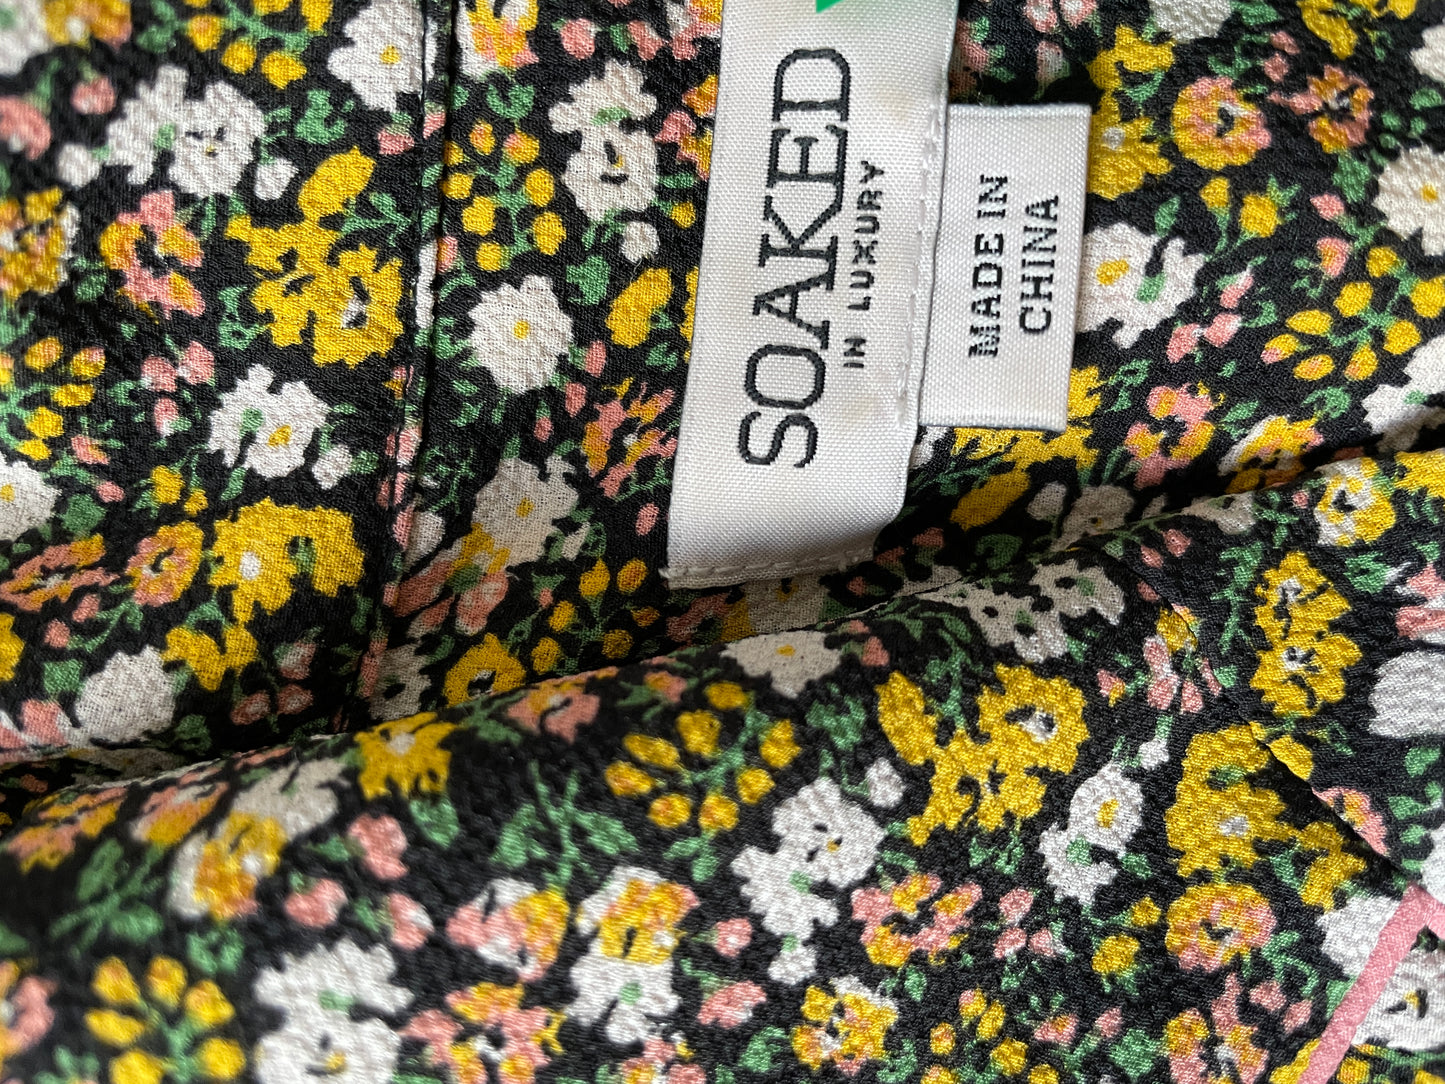 SOAKED
IN LUXURY
MADE IN
CHINA